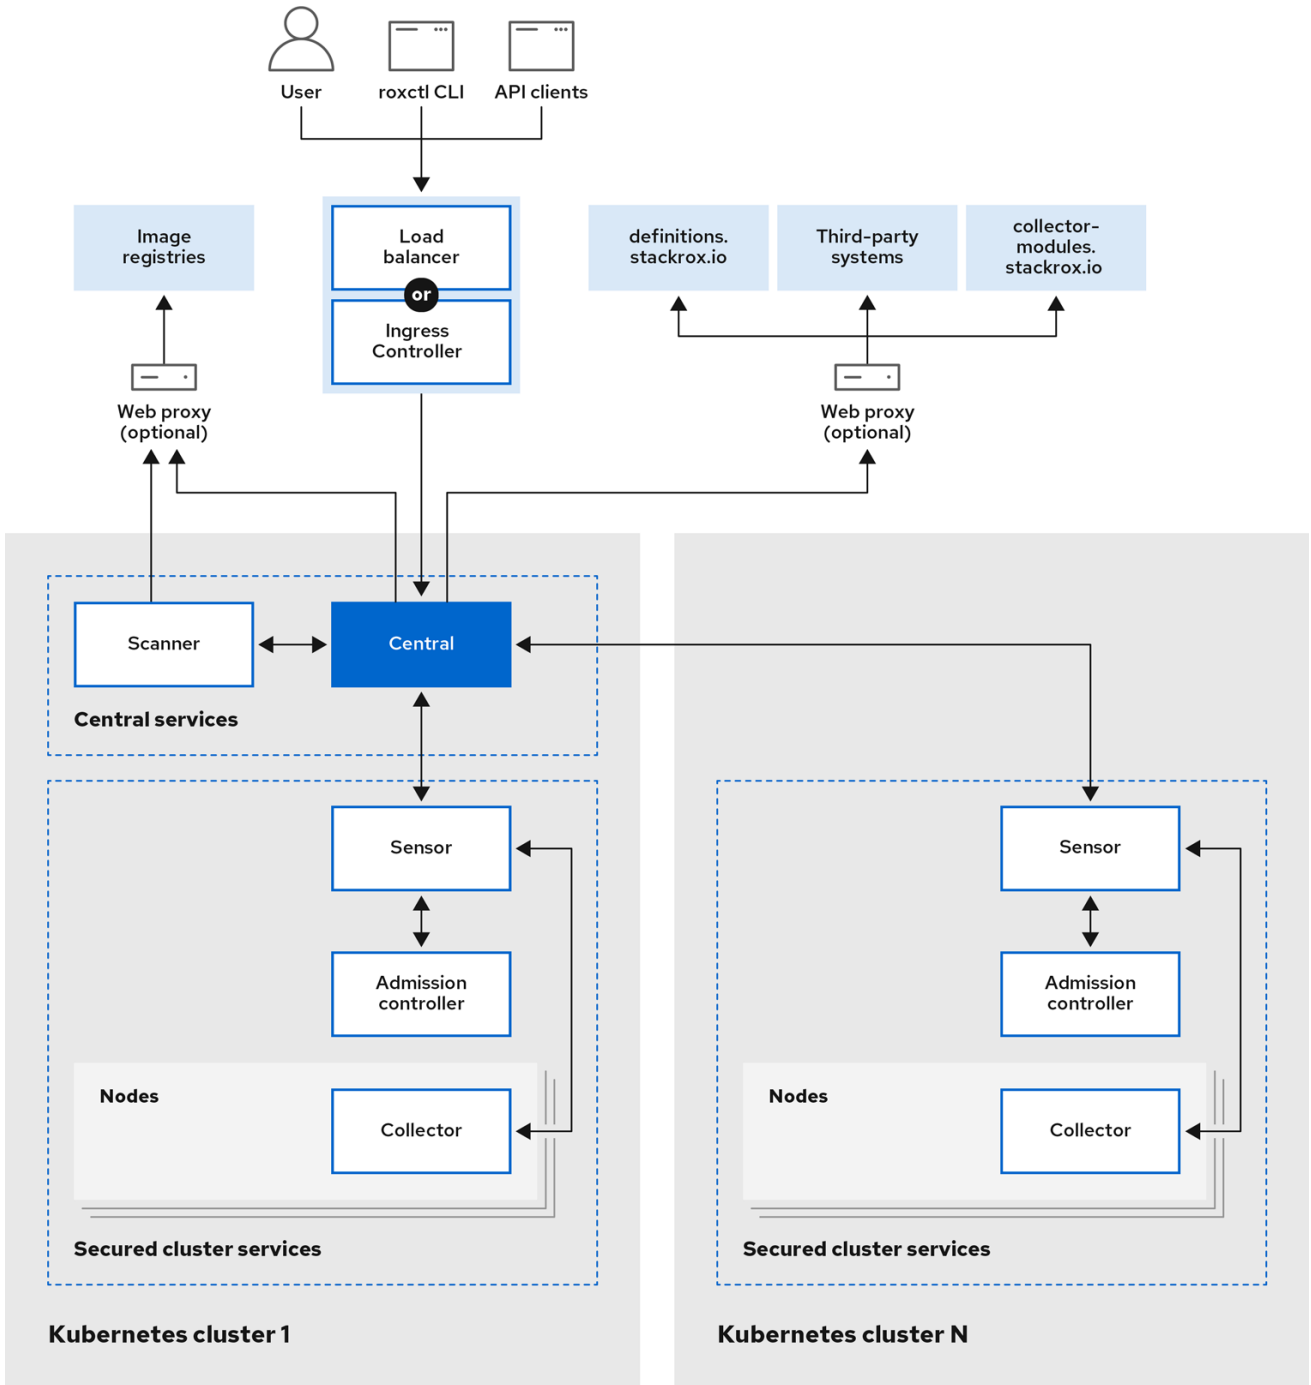 User
roxctl CLI
API clients
Image
registries
Load
balancer
or
Ingress
Controller
definitions.
stackrox.io
Third-party
systems
collector-
modules.
stackrox.io
Web proxy
(optional)
Web proxy
(optional)
Scanner
Central
Central services
Sensor
Admission
controller
Nodes
Collector
Secured cluster services
Kubernetes cluster 1
Sensor
Admission
controller
Nodes
Collector
Secured cluster services
Kubernetes cluster N